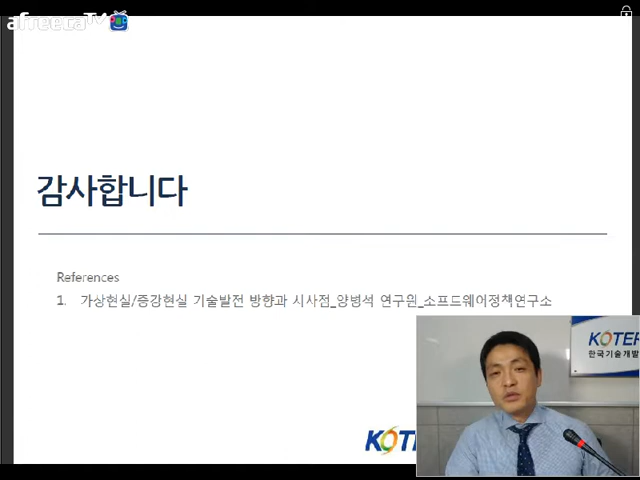 afreecaTV
감사합니다
References
1. 가상현실/증강현실 기술발전 방향과 시사점_양병석 연구원_소프트웨어정책연구소
KOTE
한국기술개발
KOT